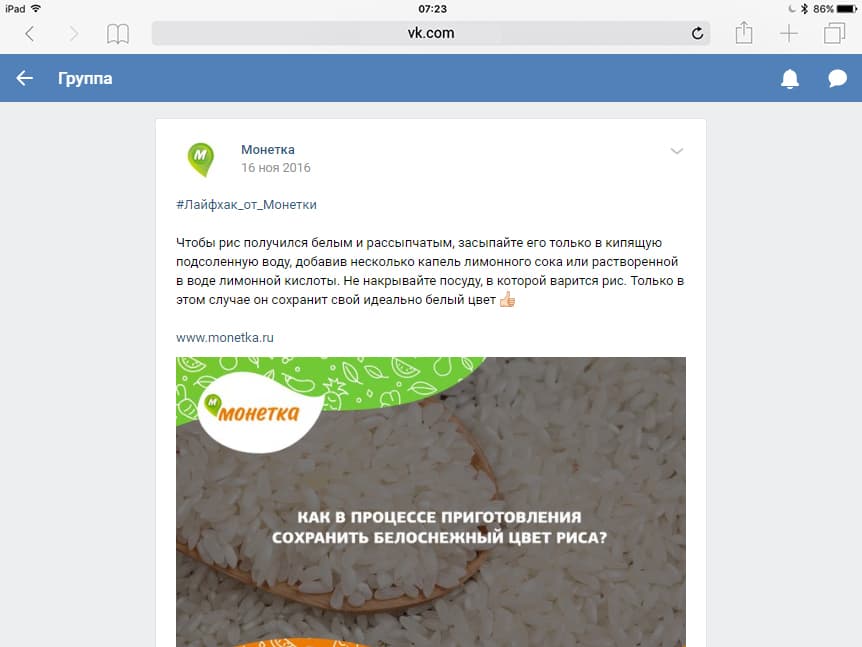 iPad 07:23 86%
vk.com
Группа
Монетка
16 ноя 2016
#Лайфхак_от_Монетки
Чтобы рис получился белым и рассыпчатым, засыпайте его только в кипящую
подсоленную воду, добавив несколько капель лимонного сока или растворенной
в воде лимонной кислоты. Не накрывайте посуду, в которой варится рис. Только в
этом случае он сохранит свой идеально белый цвет 👍🏼
www.monetka.ru
М
М
МОНЕТКА
КАК В ПРОЦЕССЕ ПРИГОТОВЛЕНИЯ
СОХРАНИТЬ БЕЛОСНЕЖНЫЙ ЦВЕТ РИСА?